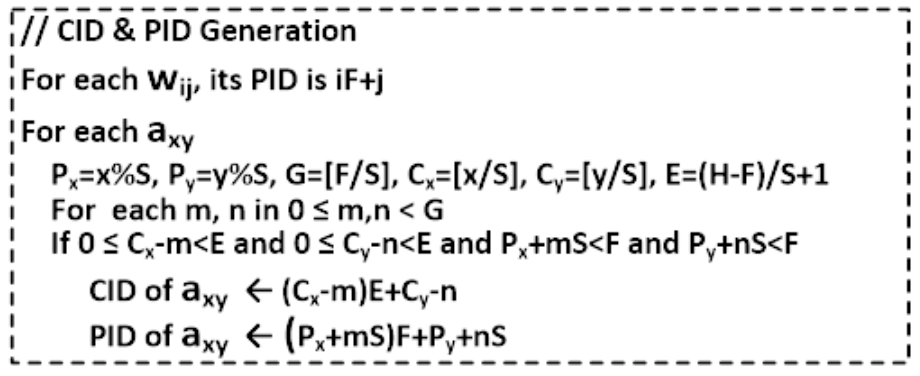 // CID & PID Generation
For each W_ij, its PID is iF+j
For each a_xy
P_x=x%S, P_y=y%S, G=[F/S], C_x=[x/S], C_y=[y/S], E=(H-F)/S+1
For each m, n in 0 ≤ m,n < G
If 0 ≤ C_x-m<E and 0 ≤ C_y-n<E and P_x+mS<F and P_y+nS<F
CID of a_xy ← (C_x-m)E+C_y-n
PID of a_xy ← (P_x+mS)F+P_y+nS